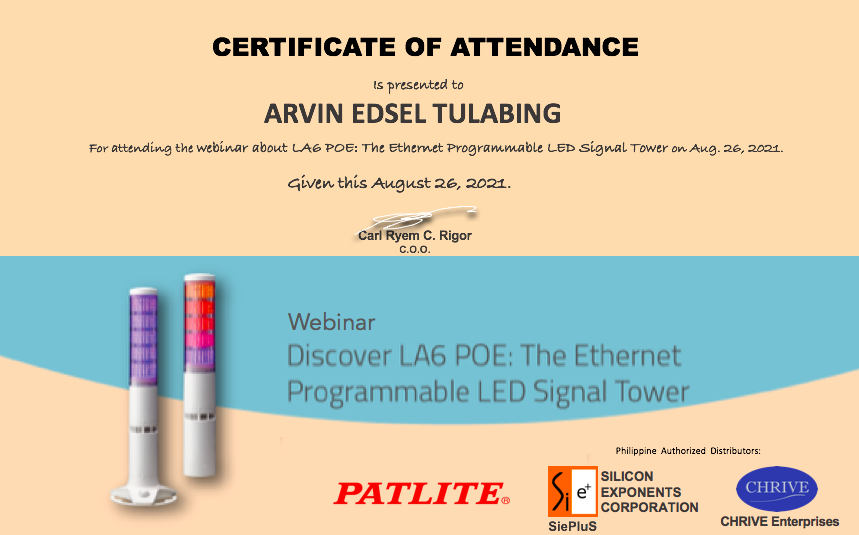 CERTIFICATE OF ATTENDANCE
Is presented to
ARVIN EDSEL TULABING
For attending the webinar about LA6 POE: The Ethernet Programmable LED Signal Tower on Aug. 26, 2021.
Given this August 26, 2021.
Carl Ryem C. Rigor
C.O.O.
Webinar
Discover LA6 POE: The Ethernet
Programmable LED Signal Tower
Philippine Authorized Distributors:
PATLITE®
Si e+
SILICON
EXPONENTS
CORPORATION
SiePluS
CHRIVE
CHRIVE Enterprises